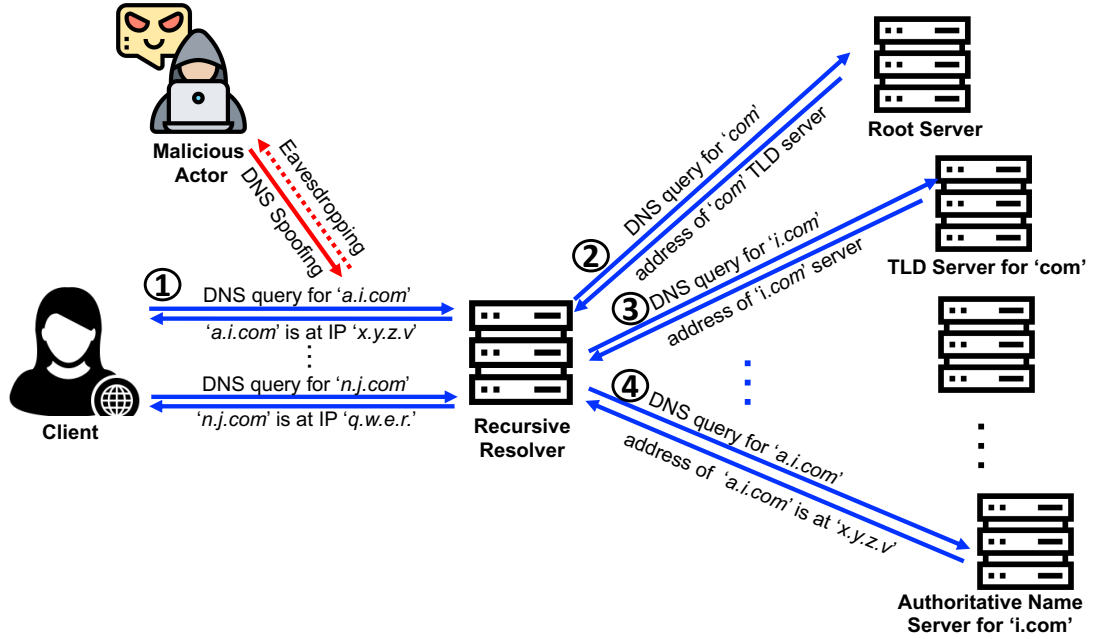 Malicious
Actor
Eavesdropping
DNS Spoofing
1
DNS query for ‘a.i.com’
‘a.i.com’ is at IP ‘x.y.z.v’
⋮
DNS query for ‘n.j.com’
‘n.j.com’ is at IP ‘q.w.e.r.’
Client
Recursive
Resolver
2
DNS query for ‘com’
address of ‘com’ TLD server
Root Server
3
DNS query for ‘i.com’
address of ‘i.com’ server
TLD Server for ‘com’
4
DNS query for ‘a.i.com’
address of ‘a.i.com’ is at ‘x.y.z.v’
Authoritative Name
Server for ‘i.com’